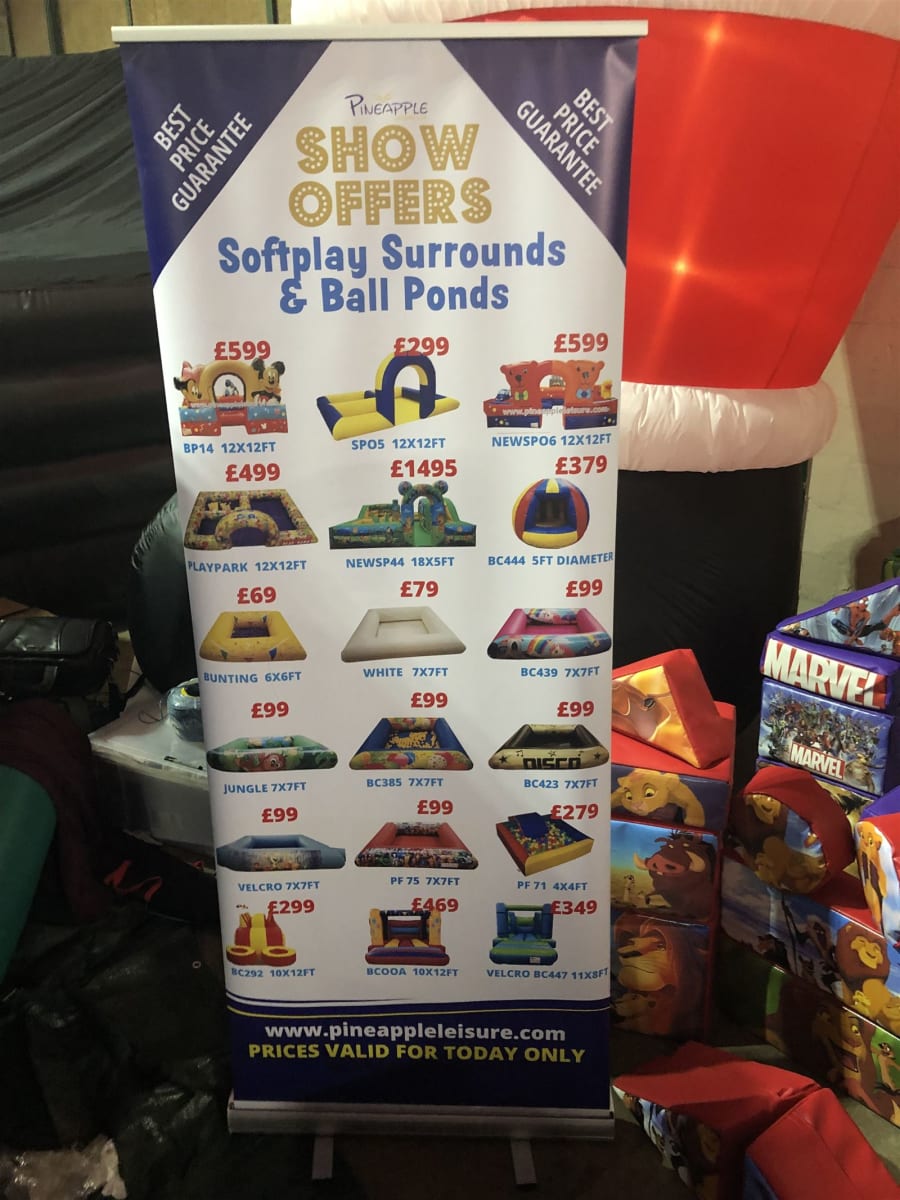 BEST
PRICE
GUARANTEE
PINEAPPLE
BEST
PRICE
GUARANTEE
SHOW
OFFERS
Softplay Surrounds
& Ball Ponds
£599 £299 £599
www.pineappleleisure.com
BP14 12X12FT SP05 12X12FT NEWSP06 12X12FT
£499 £1495 £379
PLAYPARK 12X12FT NEWSP44 18X5FT BC444 5FT DIAMETER
£69 £79 £99
BUNTING 6X6FT WHITE 7X7FT BC439 7X7FT
£99 £99 £99
DISCO
JUNGLE 7X7FT BC385 7X7FT BC423 7X7FT
£99 £99 £279
VELCRO 7X7FT PF 75 7X7FT PF 71 4X4FT
£299 £469 £349
BC292 10X12FT BCOOA 10X12FT VELCRO BC447 11X8FT
www.pineappleleisure.com
PRICES VALID FOR TODAY ONLY
MARVEL
MARVEL